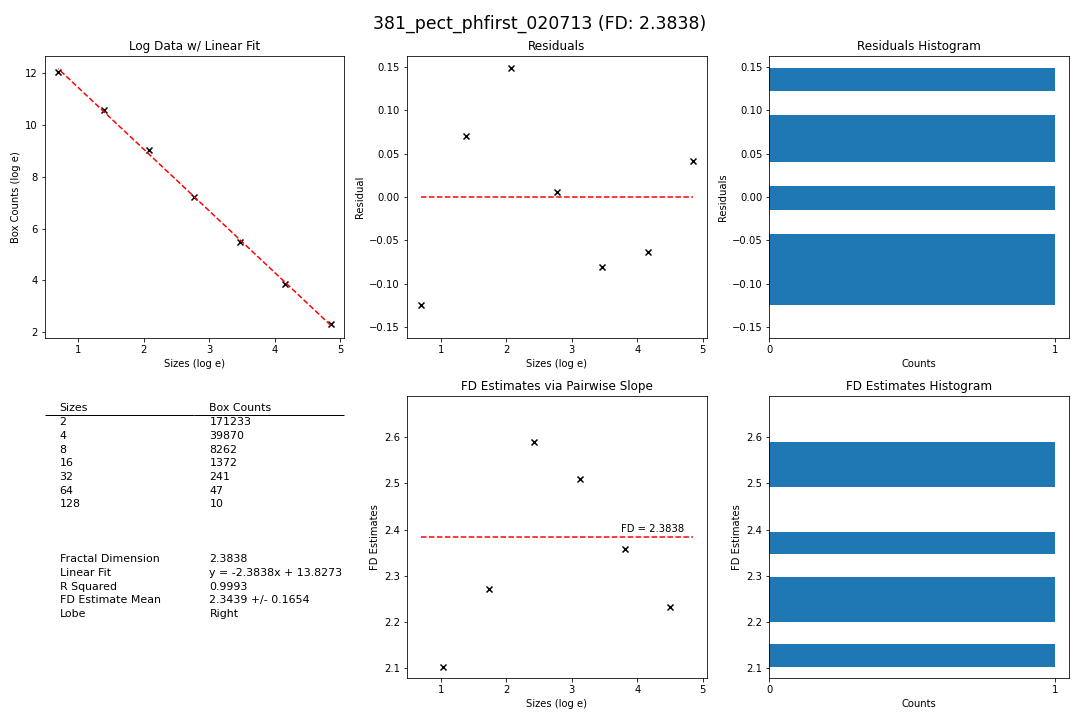 381_pect_phfirst_020713 (FD: 2.3838)
Log Data w/ Linear Fit
12
10
8
6
4
2
1 2 3 4 5
Box Counts (log e)
Sizes (log e)
Residuals
0.15
0.10
0.05
0.00
−0.05
−0.10
−0.15
1 2 3 4 5
Residual
Sizes (log e)
Residuals Histogram
0.15
0.10
0.05
0.00
−0.05
−0.10
−0.15
0 1
Residuals
Counts
Sizes Box Counts
2 171233
4 39870
8 8262
16 1372
32 241
64 47
128 10
Fractal Dimension 2.3838
Linear Fit y = -2.3838x + 13.8273
R Squared 0.9993
FD Estimate Mean 2.3439 +/- 0.1654
Lobe Right
FD Estimates via Pairwise Slope
2.6
2.5
2.4
2.3
2.2
2.1
FD = 2.3838
1 2 3 4 5
FD Estimates
Sizes (log e)
FD Estimates Histogram
2.6
2.5
2.4
2.3
2.2
2.1
0 1
FD Estimates
Counts